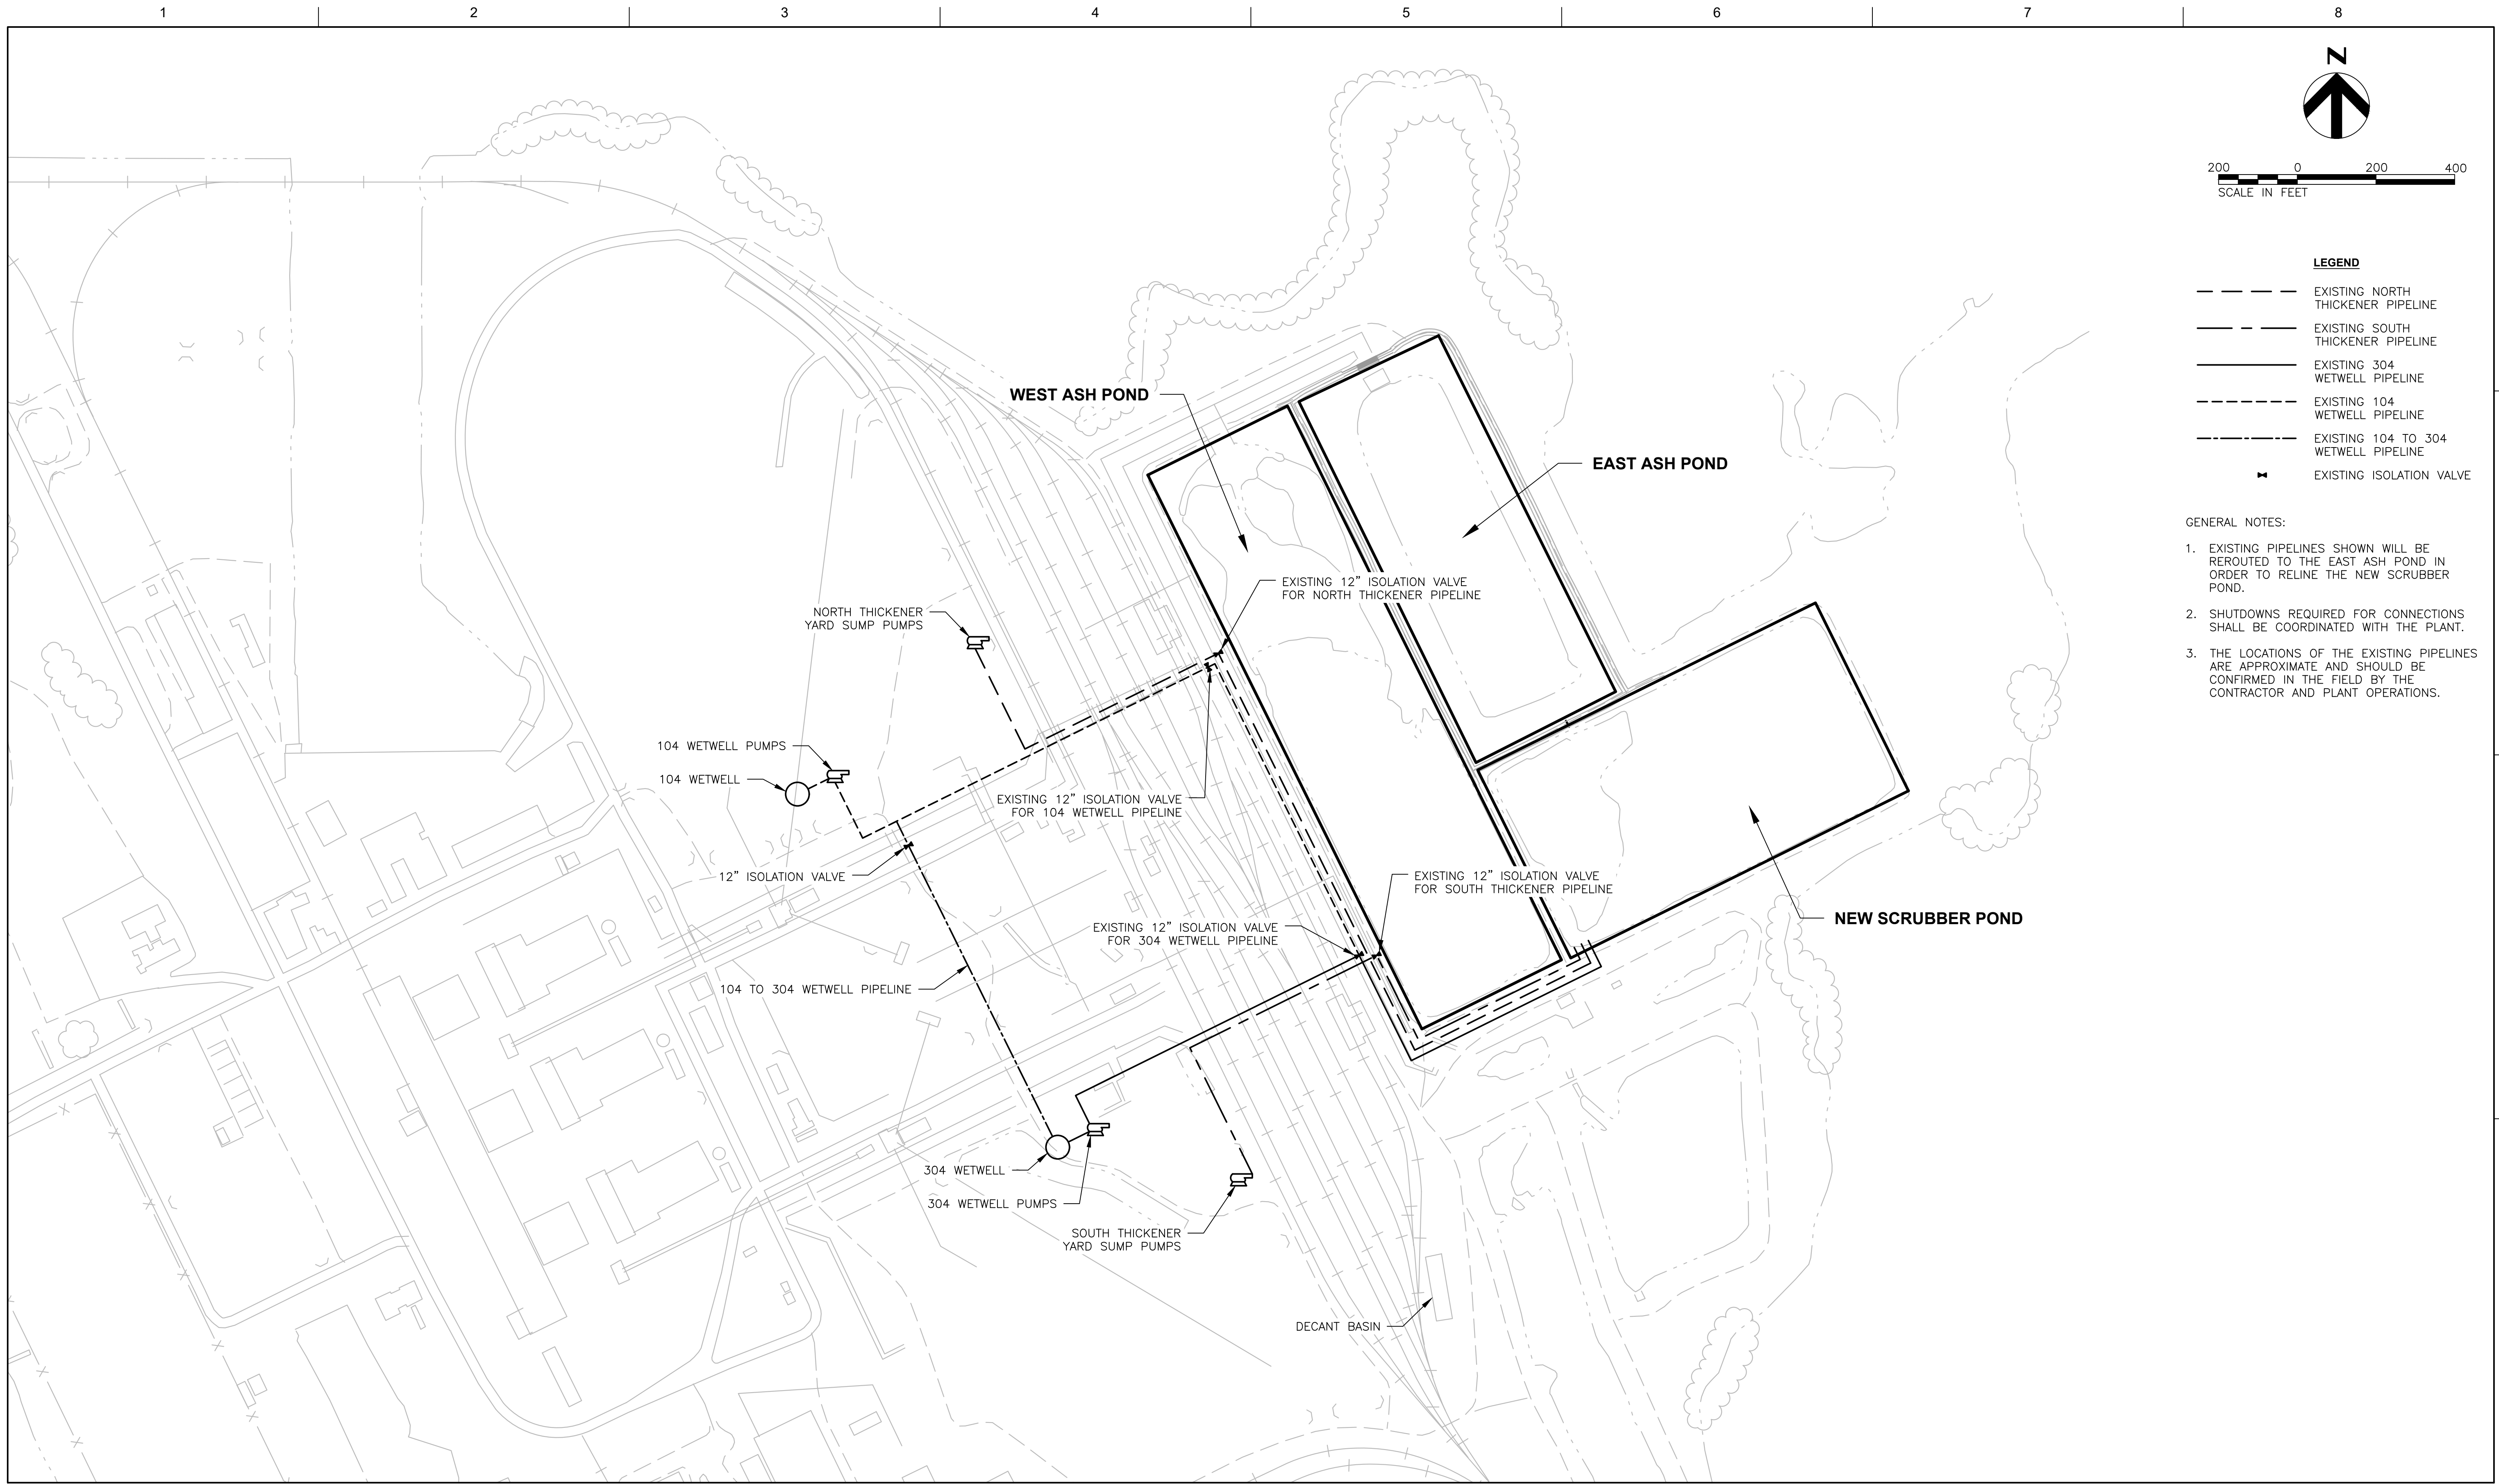 1 2 3 4 5 6 7 8
N
200 0 200 400
SCALE IN FEET
LEGEND
EXISTING NORTH
THICKENER PIPELINE
EXISTING SOUTH
THICKENER PIPELINE
EXISTING 304
WETWELL PIPELINE
EXISTING 104
WETWELL PIPELINE
EXISTING 104 TO 304
WETWELL PIPELINE
EXISTING ISOLATION VALVE
GENERAL NOTES:
1. EXISTING PIPELINES SHOWN WILL BE
REROUTED TO THE EAST ASH POND IN
ORDER TO RELINE THE NEW SCRUBBER
POND.
2. SHUTDOWNS REQUIRED FOR CONNECTIONS
SHALL BE COORDINATED WITH THE PLANT.
3. THE LOCATIONS OF THE EXISTING PIPELINES
ARE APPROXIMATE AND SHOULD BE
CONFIRMED IN THE FIELD BY THE
CONTRACTOR AND PLANT OPERATIONS.
WEST ASH POND
EAST ASH POND
EXISTING 12" ISOLATION VALVE
FOR NORTH THICKENER PIPELINE
NORTH THICKENER
YARD SUMP PUMPS
104 WETWELL PUMPS
104 WETWELL
EXISTING 12" ISOLATION VALVE
FOR 104 WETWELL PIPELINE
12" ISOLATION VALVE
EXISTING 12" ISOLATION VALVE
FOR SOUTH THICKENER PIPELINE
NEW SCRUBBER POND
EXISTING 12" ISOLATION VALVE
FOR 304 WETWELL PIPELINE
104 TO 304 WETWELL PIPELINE
304 WETWELL
304 WETWELL PUMPS
SOUTH THICKENER
YARD SUMP PUMPS
DECANT BASIN